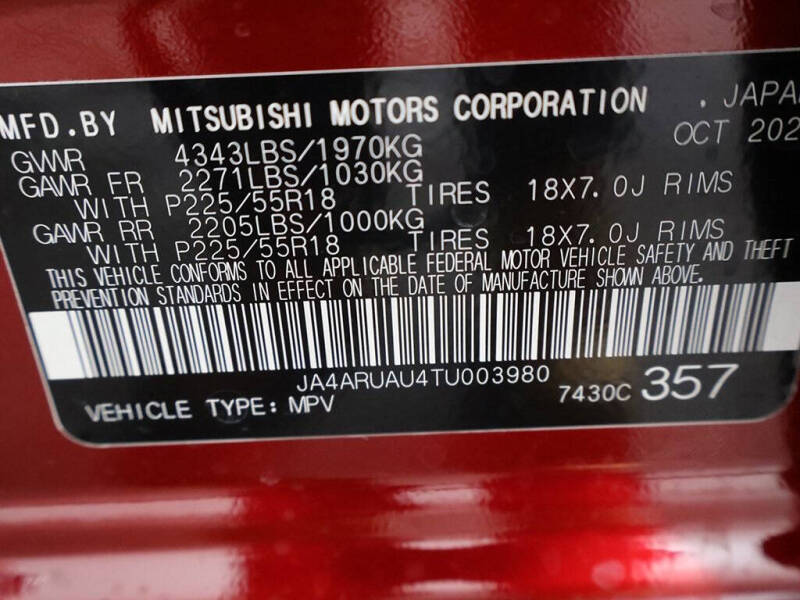 MFD.BY MITSUBISHI MOTORS CORPORATION . JAPAN
OCT 202
GVWR 4343LBS/1970KG
GAWR FR 2271LBS/1030KG
WITH P225/55R18 TIRES 18X7.0J RIMS
GAWR RR 2205LBS/1000KG
WITH P225/55R18 TIRES 18X7.0J RIMS
THIS VEHICLE CONFORMS TO ALL APPLICABLE FEDERAL MOTOR VEHICLE SAFETY AND THEFT
PREVENTION STANDARDS IN EFFECT ON THE DATE OF MANUFACTURE SHOWN ABOVE.
JA4ARUAU4TU003980
VEHICLE TYPE: MPV 7430C 357